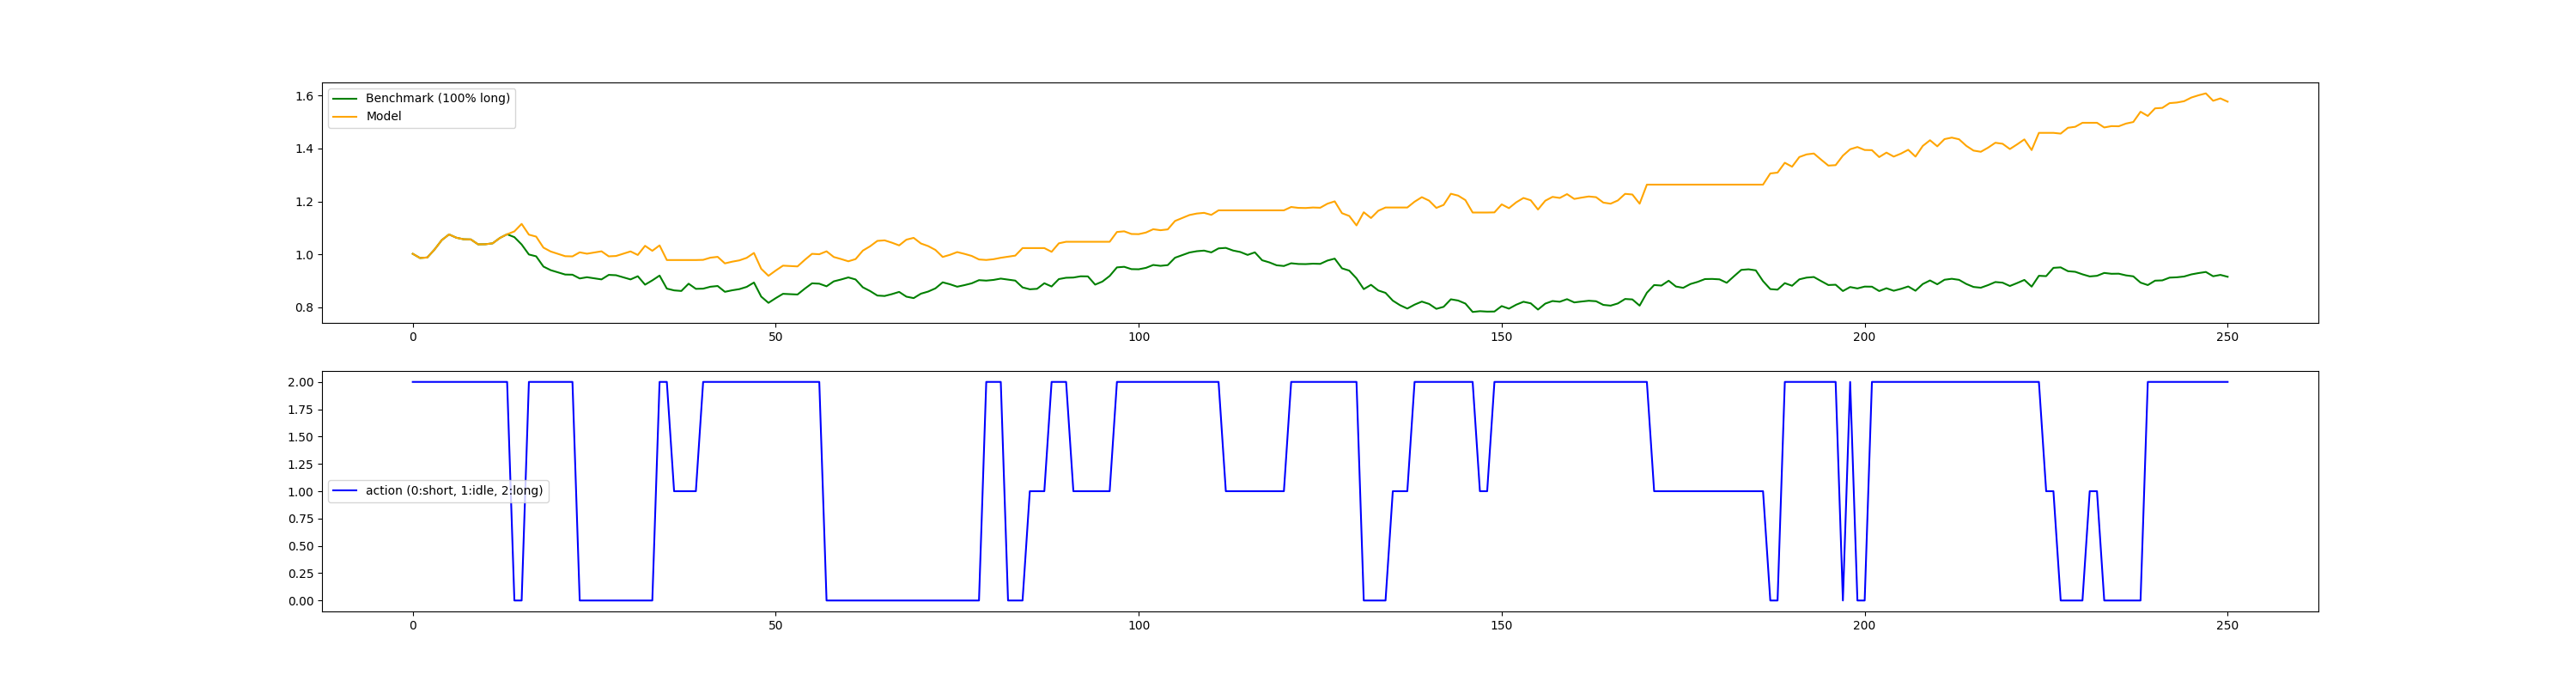 1.6
1.4
1.2
1.0
0.8
Benchmark (100% long)
Model
0 50 100 150 200 250
2.00
1.75
1.50
1.25
1.00
0.75
0.50
0.25
0.00
action (0:short, 1:idle, 2:long)
0 50 100 150 200 250